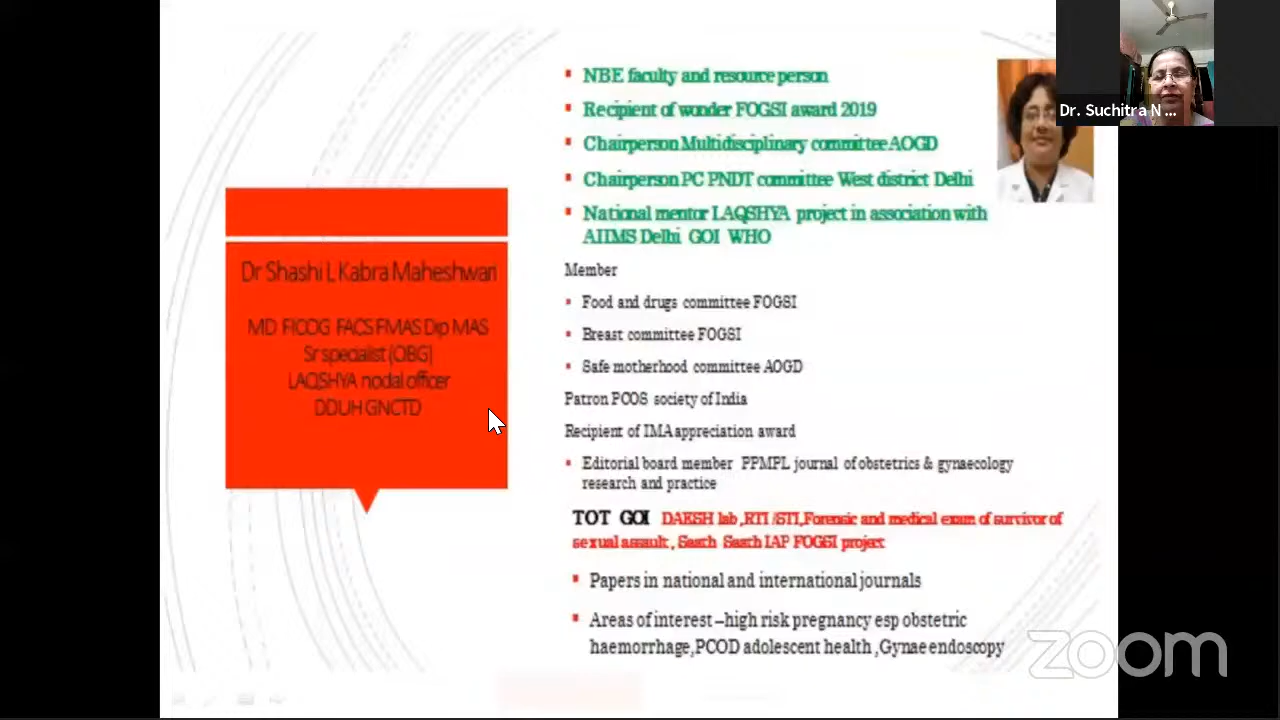 Dr Shashi L Kabra Maheshwari
MD FICOG FACS FMAS Dip MAS
Sr specialist (OBG)
LAQSHYA nodal officer
DDUH GNCTD
NBE faculty and resource person
Recipient of wonder FOGSI award 2019
Chairperson Multidisciplinary committee AOGD
Chairperson PC PNDT committee West district Delhi
National mentor LAQSHYA project in association with
AIIMS Delhi GOI WHO
Member
Food and drugs committee FOGSI
Breast committee FOGSI
Safe motherhood committee AOGD
Patron PCOS society of India
Recipient of IMA appreciation award
Editorial board member PPMPL journal of obstetrics & gynaecology
research and practice
TOT GOI DAKSH lab ,RTI /STI,Forensic and medical exam of survivor of
sexual assault , Saath Saath IAP FOGSI project
Papers in national and international journals
Areas of interest –high risk pregnancy esp obstetric
haemorrhage,PCOD adolescent health ,Gynae endoscopy
Dr. Suchitra N ...
zoom